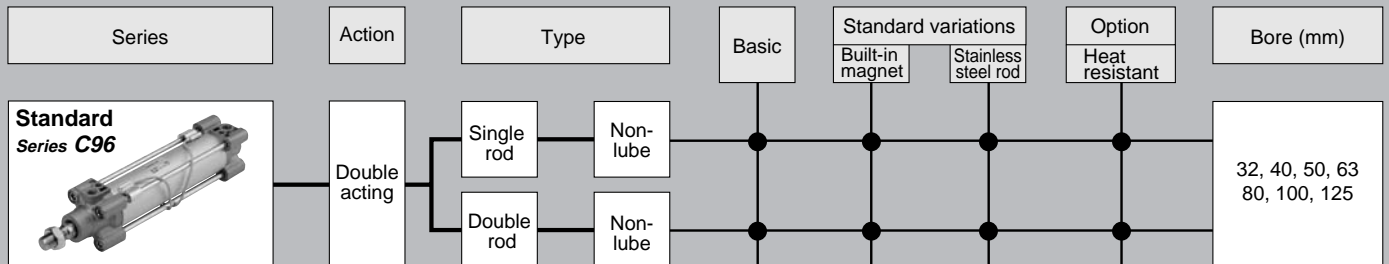 Series
Action
Type
Basic
Standard variations
Built-in
magnet
Stainless
steel rod
Option
Heat
resistant
Bore (mm)
Standard
Series C96
Double
acting
Single
rod
Non-
lube
Double
rod
Non-
lube
32, 40, 50, 63
80, 100, 125